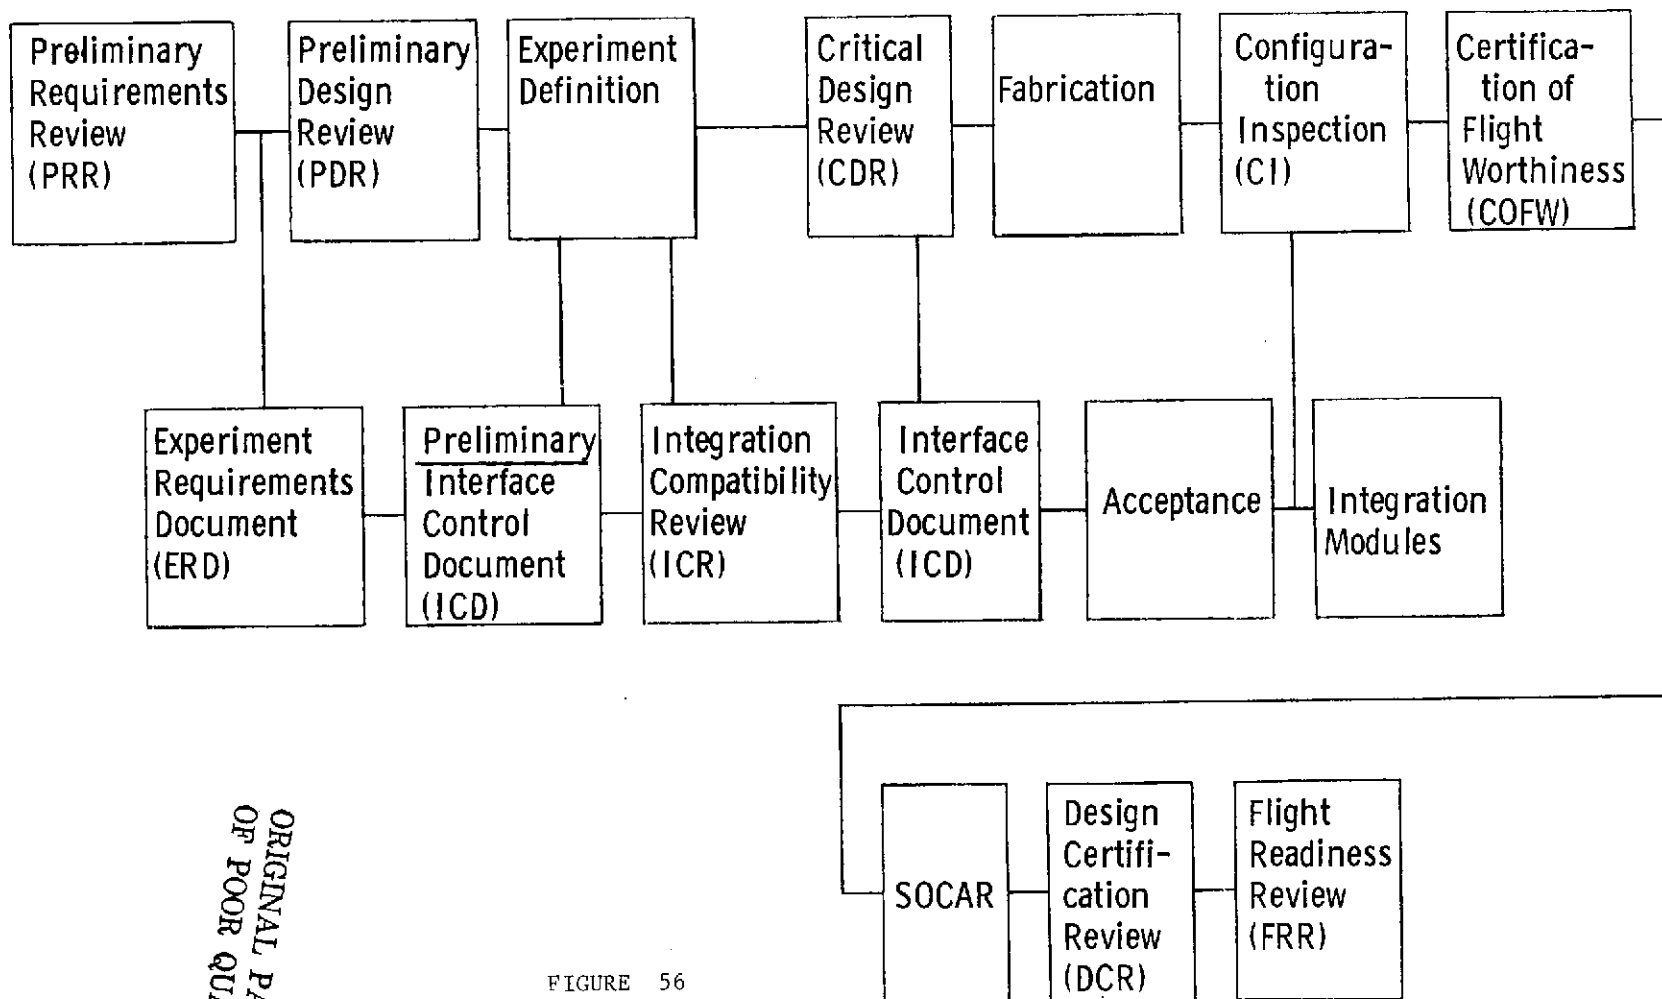 Preliminary
Requirements
Review
(PRR)
Preliminary
Design
Review
(PDR)
Experiment
Definition
Critical
Design
Review
(CDR)
Fabrication
Configura-
tion
Inspection
(CI)
Certifica-
tion of
Flight
Worthiness
(COFW)
Experiment
Requirements
Document
(ERD)
Preliminary
Interface
Control
Document
(ICD)
Integration
Compatibility
Review
(ICR)
Interface
Control
Document
(ICD)
Acceptance
Integration
Modules
SOCAR
Design
Certifi-
cation
Review
(DCR)
Flight
Readiness
Review
(FRR)
ORIGINAL
OF POOR
FIGURE 56